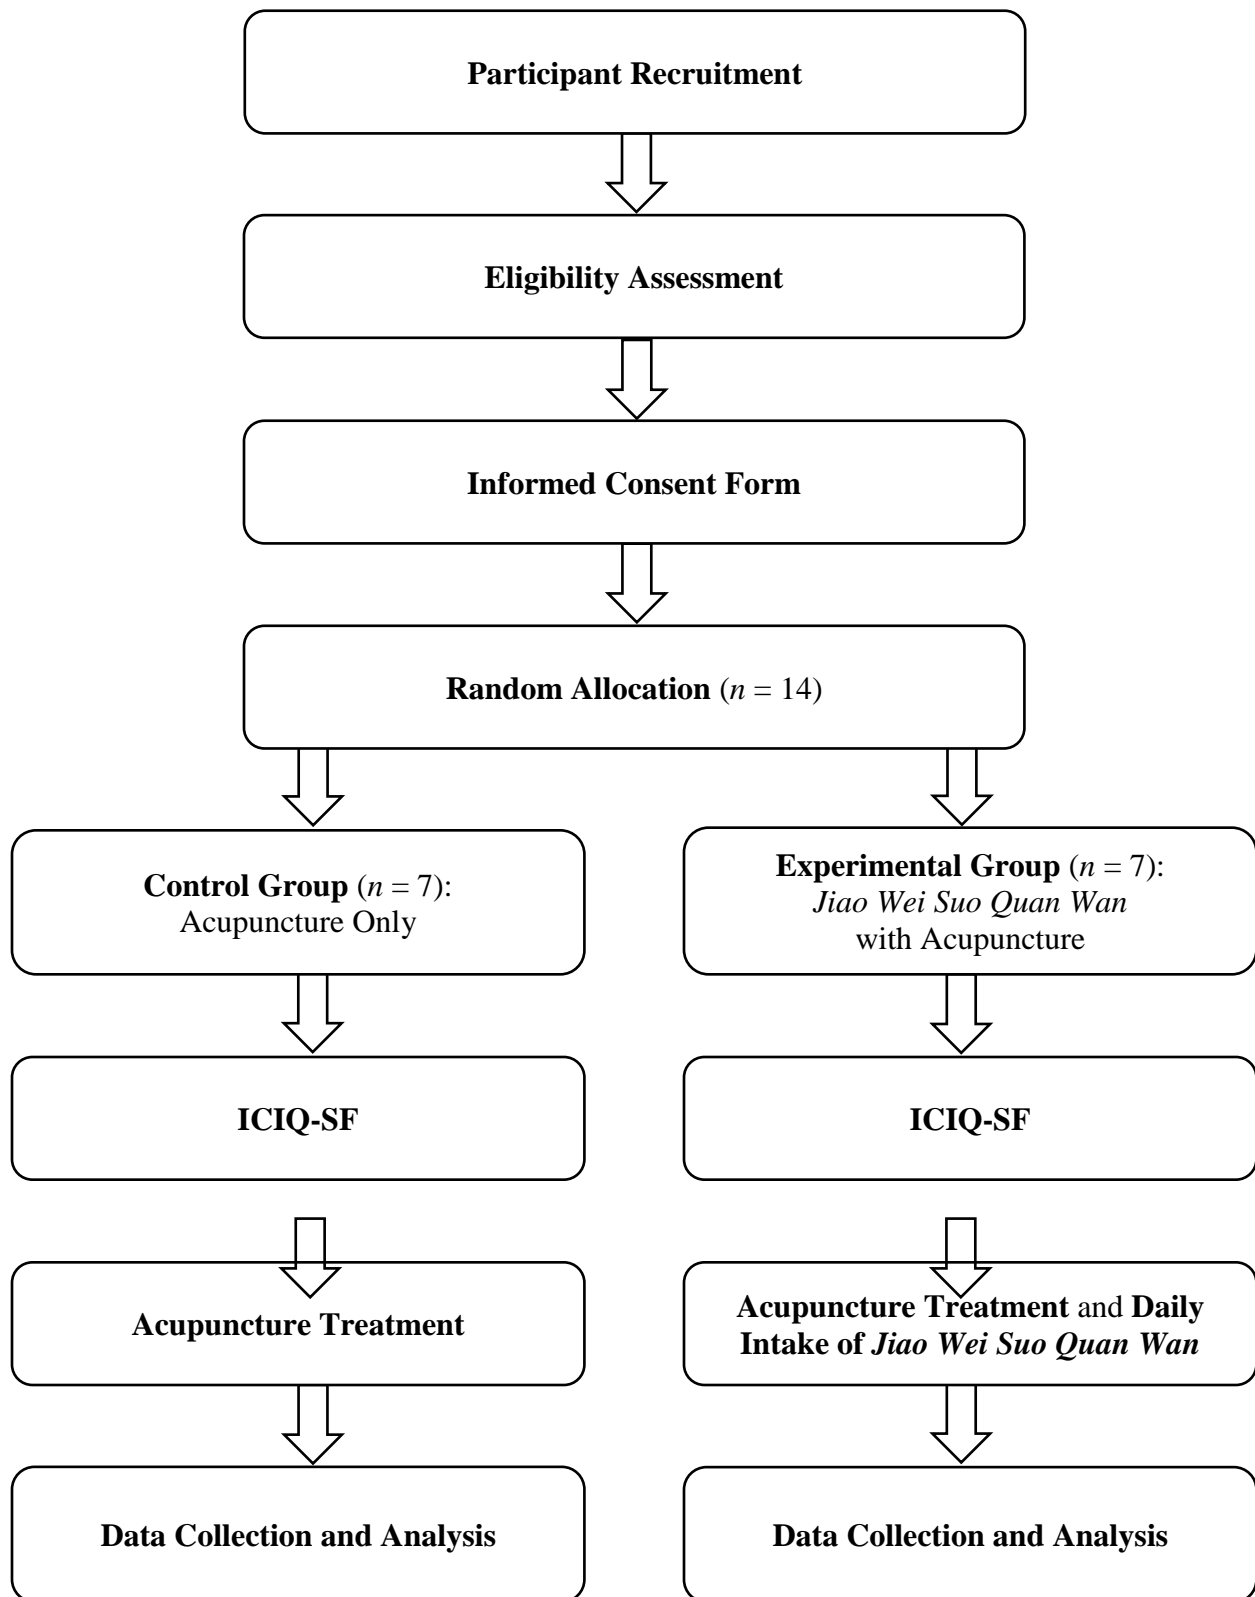 Participant Recruitment
Eligibility Assessment
Informed Consent Form
Random Allocation (n = 14)
Control Group (n = 7):
Acupuncture Only
Experimental Group (n = 7):
Jiao Wei Suo Quan Wan
with Acupuncture
ICIQ-SF
ICIQ-SF
Acupuncture Treatment
Acupuncture Treatment and Daily
Intake of Jiao Wei Suo Quan Wan
Data Collection and Analysis
Data Collection and Analysis